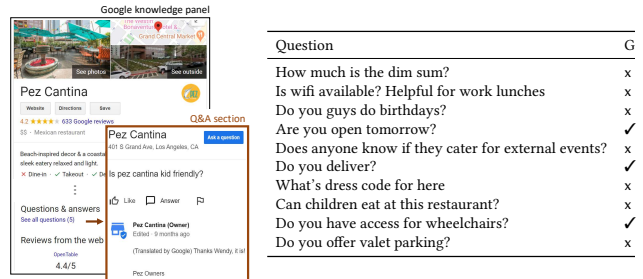 Google knowledge panel
Grand Central Market
See photos
See outside
Pez Cantina
Website Directions Save
4.2 ★★★★★ 633 Google reviews
$$ · Mexican restaurant
Beach-inspired decor & a coasta
sleek eatery relaxed and light.
✕ Dine-in · ✓ Takeout · ✓ De
⋮
Questions & answers
See all questions (5)
Reviews from the web
OpenTable
4.4/5
Q&A section
Pez Cantina
Ask a question
401 S Grand Ave, Los Angeles, CA
Is pez cantina kid friendly?
Like Answer
Pez Cantina (Owner)
Edited · 9 months ago
(Translated by Google) Thanks Wendy, it is!
Pez Owners
Question G
How much is the dim sum? x
Is wifi available? Helpful for work lunches x
Do you guys do birthdays? x
Are you open tomorrow? ✓
Does anyone know if they cater for external events? x
Do you deliver? ✓
What's dress code for here x
Can children eat at this restaurant? x
Do you have access for wheelchairs? ✓
Do you offer valet parking? x